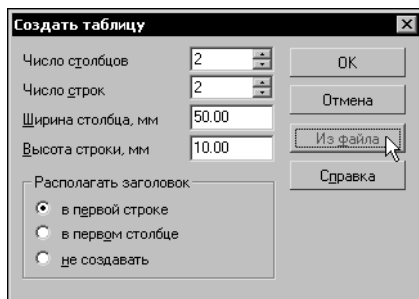 Создать таблицу
Число столбцов 2
Число строк 2
Ширина столбца, мм 50.00
Высота строки, мм 10.00
Располагать заголовок
в первой строке
в первом столбце
не создавать
OK
Отмена
Из файла
Справка